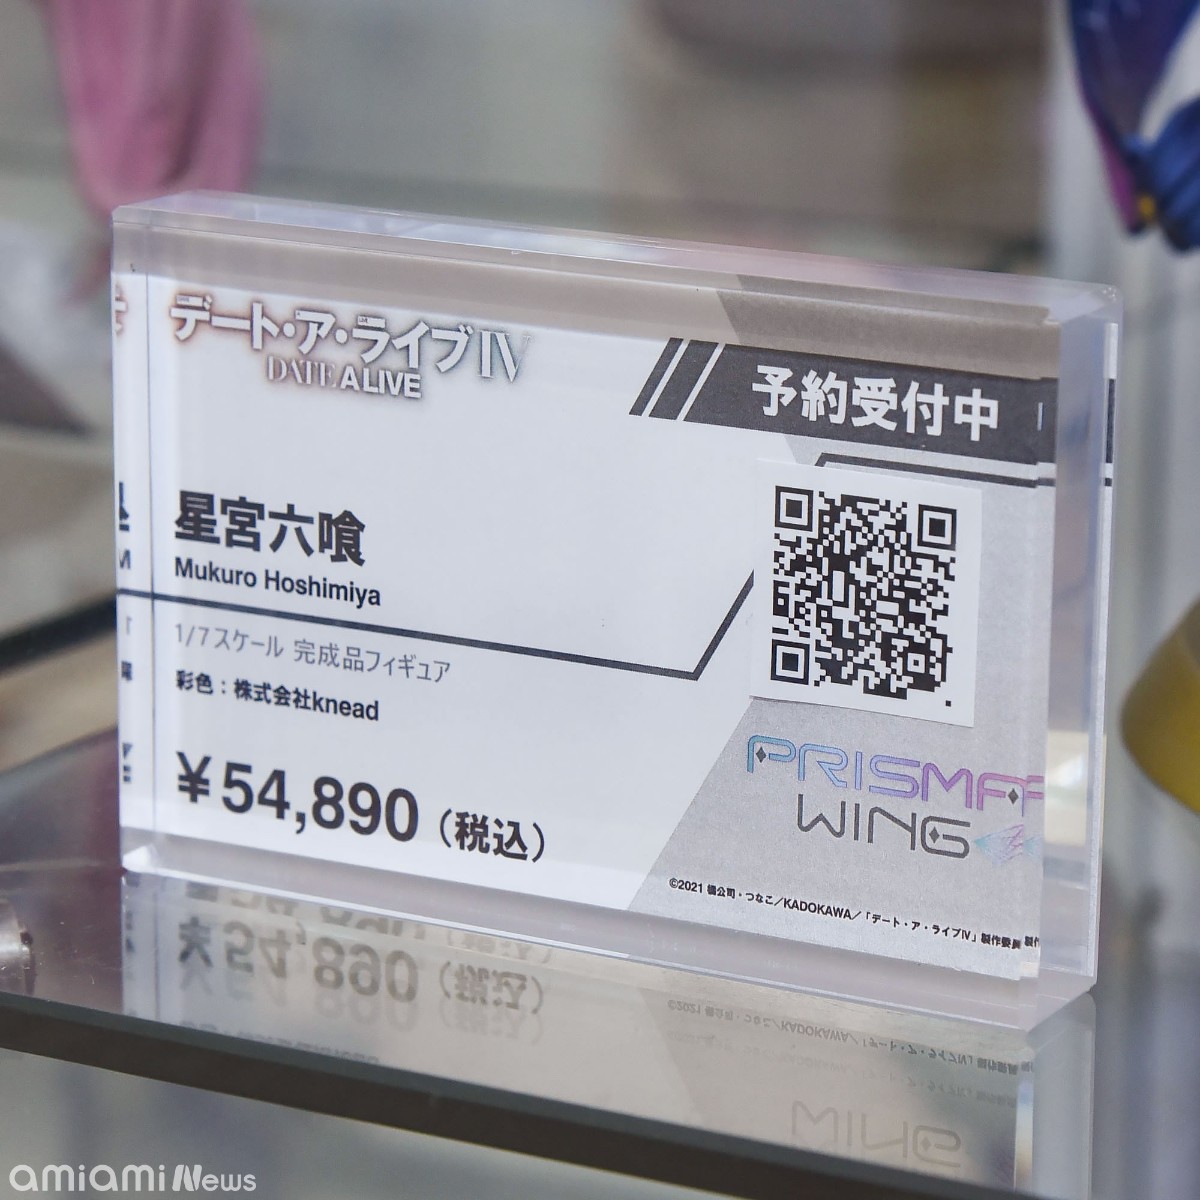 デート・ア・ライブIV
DATE A LIVE
予約受付中
星宮六喰
Mukuro Hoshimiya
1/7スケール 完成品フィギュア
彩色：株式会社knead
¥54,890（税込）
PRISMA
WING
©2021 橘公司・つなこ／KADOKAWA／「デート・ア・ライブIV」製作委員
amiami News